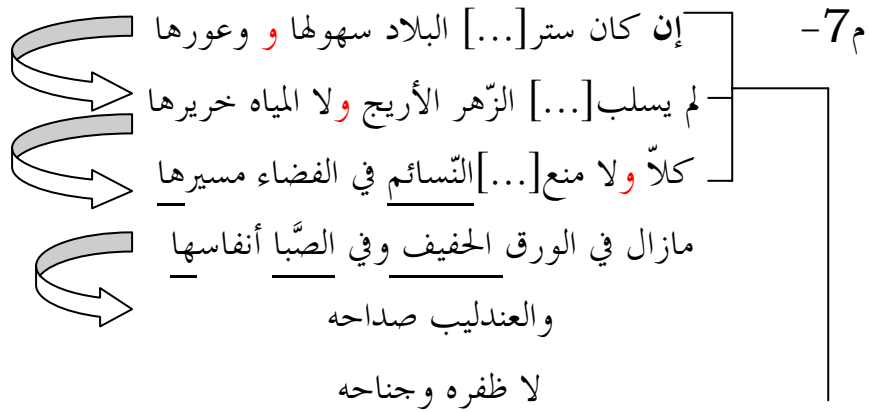 م7-
إن كان ستر[...] البلاد سهولها و وعورها
لم يسلب[...] الزّهر الأريج ولا المياه خريرها
كلاّ ولا منع[...]النّسائم في الفضاء مسيرها
مازال في الورق الحفيف وفي الصَّبا أنفاسها
والعندليب صداحه
لا ظفره وجناحه